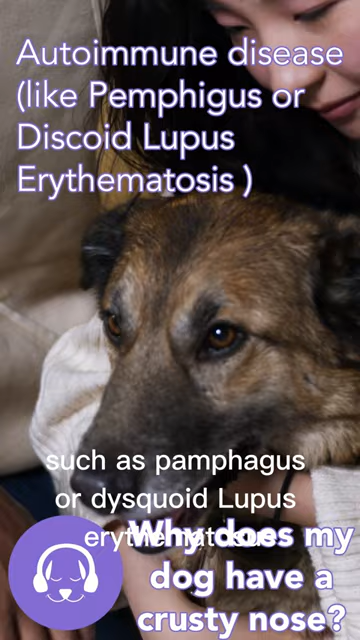 Autoimmune disease
(like Pemphigus or
Discoid Lupus
Erythematosis )
such as pamphagus
or dysquoid Lupus
Why does my
dog have a
crusty nose?